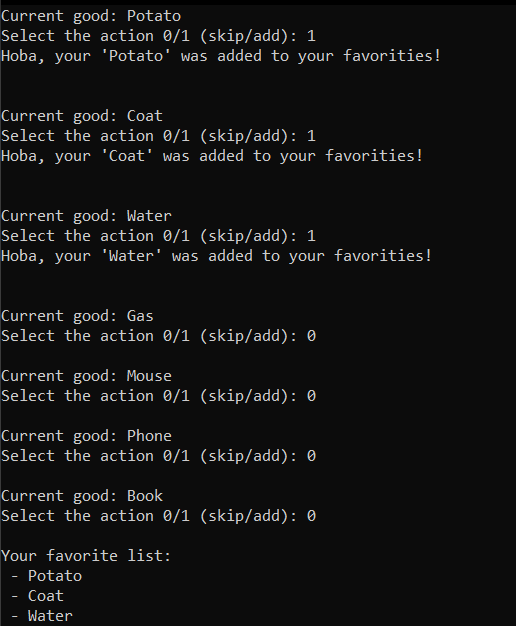 Current good: Potato
Select the action 0/1 (skip/add): 1
Hoba, your 'Potato' was added to your favorities!
Current good: Coat
Select the action 0/1 (skip/add): 1
Hoba, your 'Coat' was added to your favorities!
Current good: Water
Select the action 0/1 (skip/add): 1
Hoba, your 'Water' was added to your favorities!
Current good: Gas
Select the action 0/1 (skip/add): 0
Current good: Mouse
Select the action 0/1 (skip/add): 0
Current good: Phone
Select the action 0/1 (skip/add): 0
Current good: Book
Select the action 0/1 (skip/add): 0
Your favorite list:
- Potato
- Coat
- Water